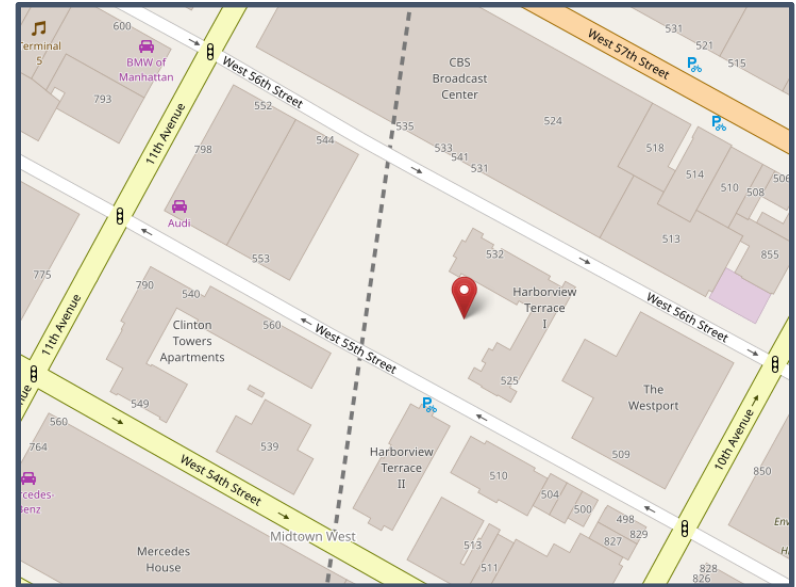 600
erminal
5
BMW of
Manhattan
793
West 56th Street
11th Avenue
552
544
798
535
533
541
531
CBS
Broadcast
Center
524
West 57th Street
531
521
515
P
P
518
514
510
508
506
513
855
Audi
553
775
532
Harborview
Terrace
I
West 56th Street
790
540
560
Clinton
Towers
Apartments
549
11th Avenue
West 55th Street
525
The
Westport
509
P
560
764
539
West 54th Street
Harborview
Terrace
II
510
504
500
498
829
827
10th Avenue
850
rcedes-
Benz
Midtown West
Mercedes
House
513
511
828
826